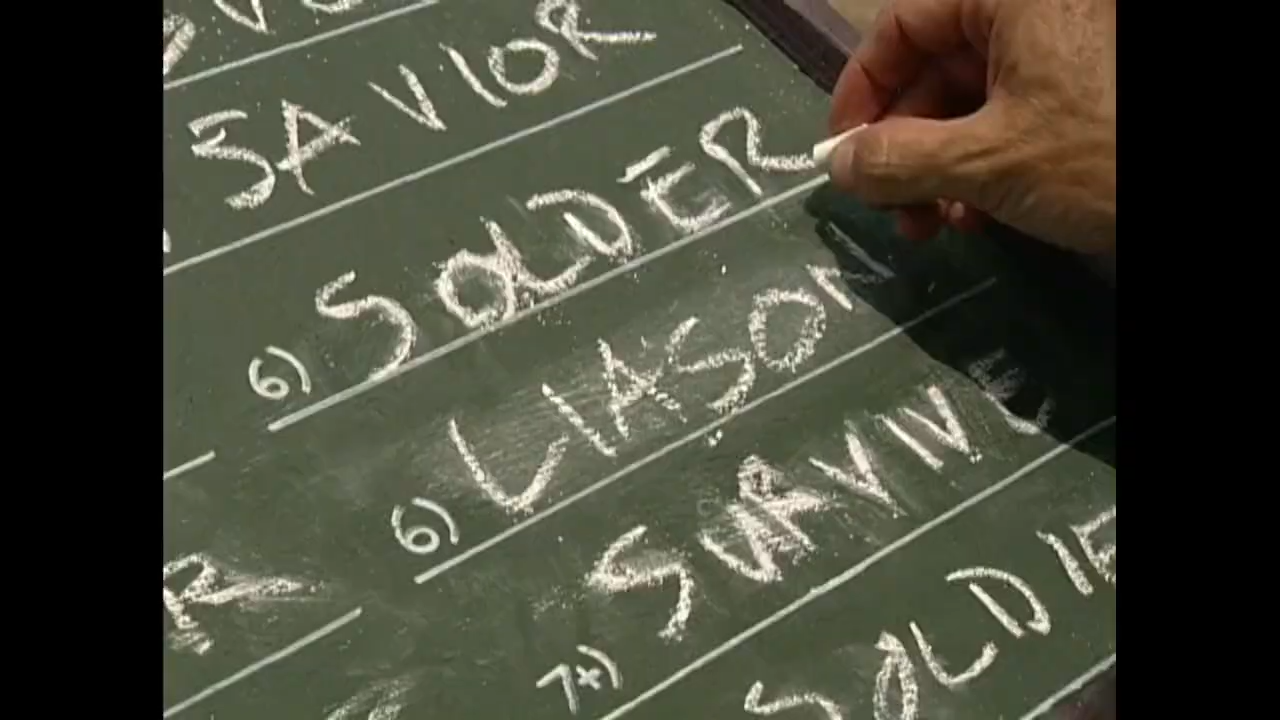 SAVIOR
6) SOLDER
6) LIASON
7+) SURVIVE
SOLDIE